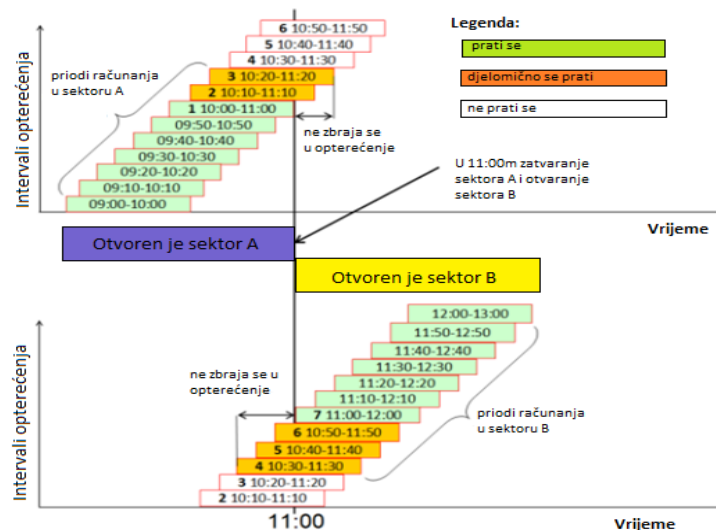 Legenda:
prati se
djelomično se prati
ne prati se
Intervali opterećenja
priodi računanja
u sektoru A
6 10:50-11:50
5 10:40-11:40
4 10:30-11:30
3 10:20-11:20
2 10:10-11:10
1 10:00-11:00
09:50-10:50
09:40-10:40
09:30-10:30
09:20-10:20
09:10-10:10
09:00-10:00
ne zbraja se
u opterećenje
U 11:00m zatvaranje
sektora A i otvaranje
sektora B
Vrijeme
Otvoren je sektor A
Otvoren je sektor B
Intervali opterećenja
ne zbraja se u
opterećenje
12:00-13:00
11:50-12:50
11:40-12:40
11:30-12:30
11:20-12:20
11:10-12:10
7 11:00-12:00
6 10:50-11:50
5 10:40-11:40
4 10:30-11:30
3 10:20-11:20
2 10:10-11:10
priodi računanja
u sektoru B
11:00
Vrijeme